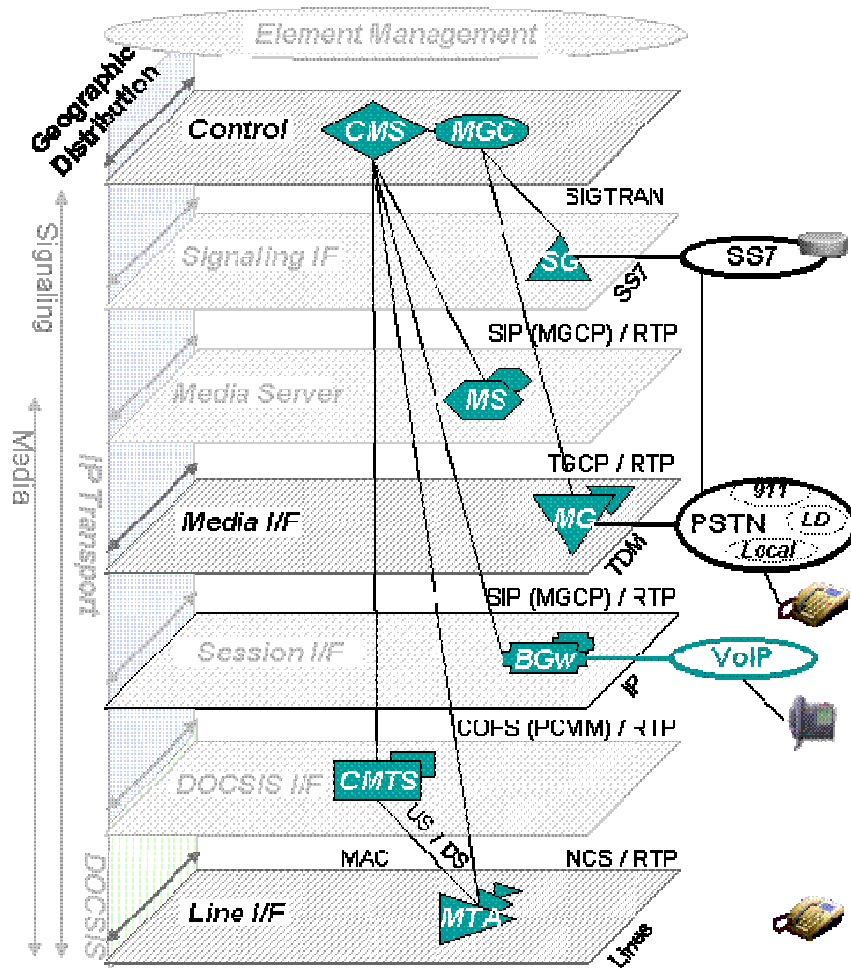 Element Management
Geographic
Distribution
Control
CMS
MGC
SIGTRAN
Signaling
Signaling I/F
SG
SS7
SS7
SIP (MGCP) / RTP
Media Server
MS
Media
IP Transport
TGCP / RTP
Media I/F
MG
TDM
PSTN
911
LD
Local
SIP (MGCP) / RTP
Session I/F
BGw
IP
VoIP
COPS (PCMM) / RTP
DOCSIS I/F
CMTS
US / DS
MAC
NCS / RTP
DOCSIS
Line I/F
MTA
Lines